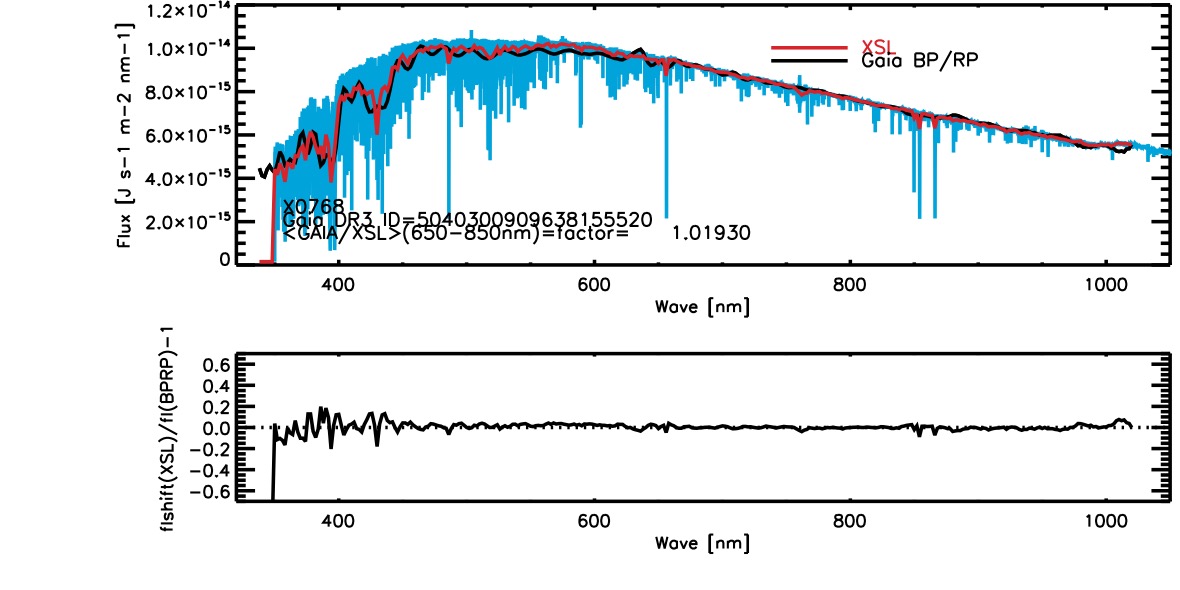 1.2×10−14
1.0×10−14
8.0×10−15
6.0×10−15
4.0×10−15
2.0×10−15
0
Flux [J s−1 m−2 nm−1]
XSL
Gaia BP/RP
X0768
Gaia DR3 ID=5040300909638155520
<GAIA/XSL>(650−850nm)=factor= 1.01930
400 600 800 1000
Wave [nm]
flshift(XSL)/fl(BPRP)−1
0.6
0.4
0.2
0.0
−0.2
−0.4
−0.6
400 600 800 1000
Wave [nm]